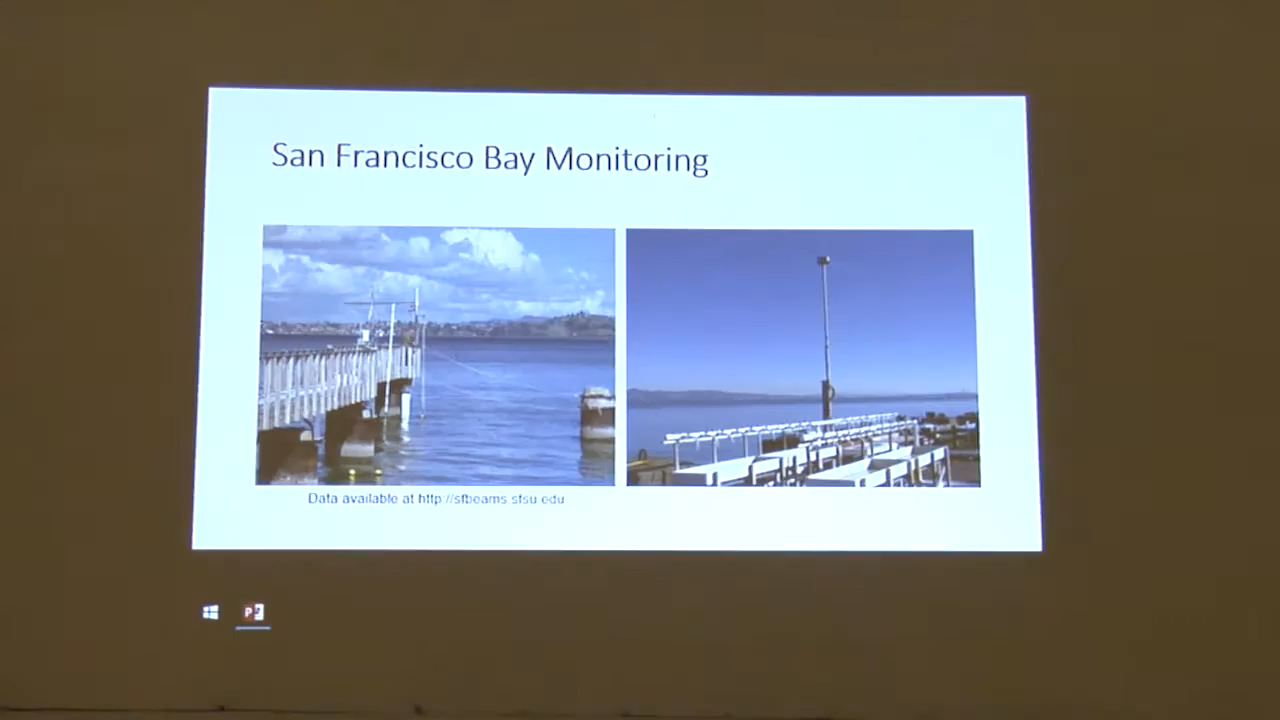 San Francisco Bay Monitoring
Data available at http://sfbeams.sfsu.edu